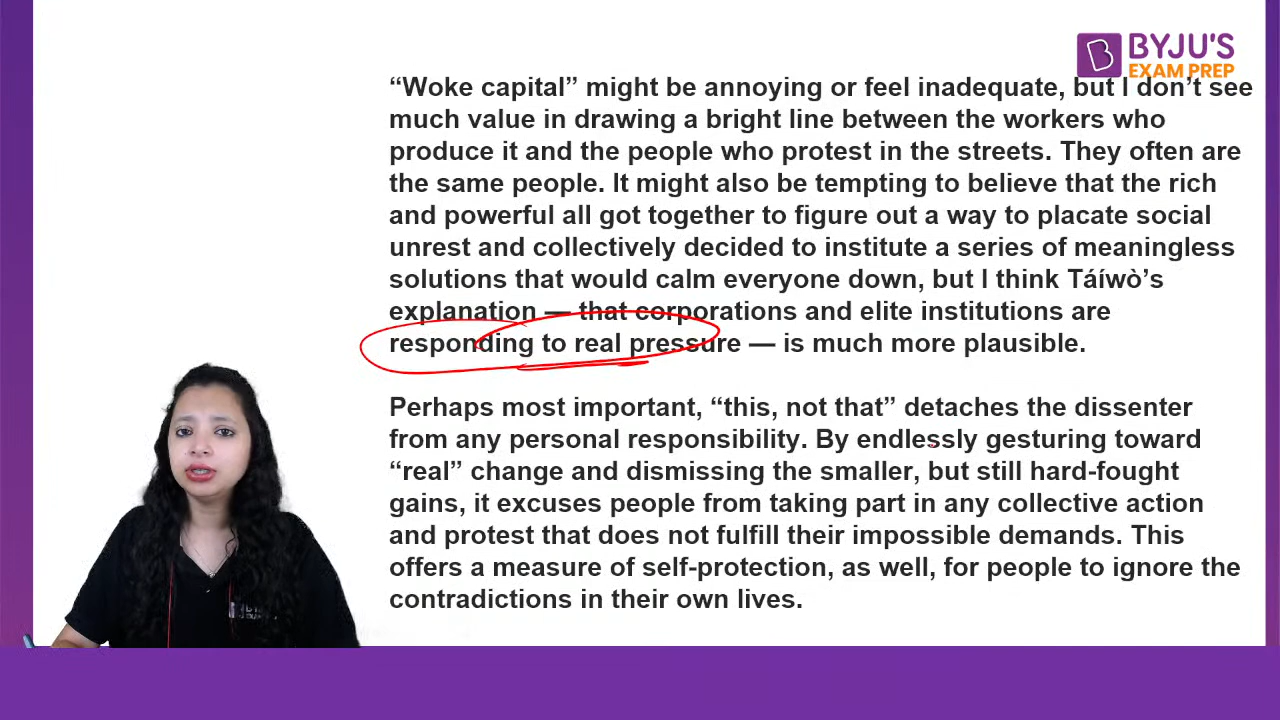 BYJU'S
EXAM PREP
“Woke capital” might be annoying or feel inadequate, but I don’t see
much value in drawing a bright line between the workers who
produce it and the people who protest in the streets. They often are
the same people. It might also be tempting to believe that the rich
and powerful all got together to figure out a way to placate social
unrest and collectively decided to institute a series of meaningless
solutions that would calm everyone down, but I think Táíwò’s
explanation — that corporations and elite institutions are
responding to real pressure — is much more plausible.
Perhaps most important, “this, not that” detaches the dissenter
from any personal responsibility. By endlessly gesturing toward
“real” change and dismissing the smaller, but still hard-fought
gains, it excuses people from taking part in any collective action
and protest that does not fulfill their impossible demands. This
offers a measure of self-protection, as well, for people to ignore the
contradictions in their own lives.